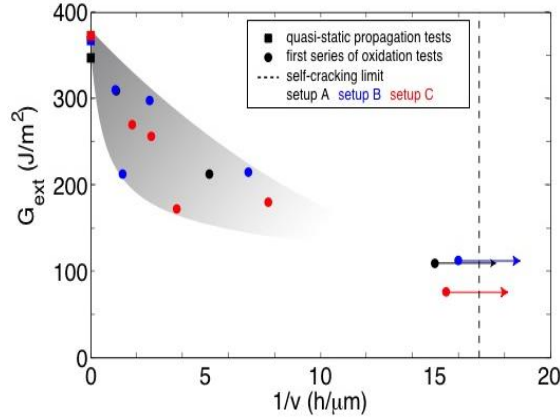 400
300
200
100
0
G_ext (J/m²)
quasi-static propagation tests
first series of oxidation tests
self-cracking limit
setup A setup B setup C
0 5 10 15 20
1/v (h/μm)